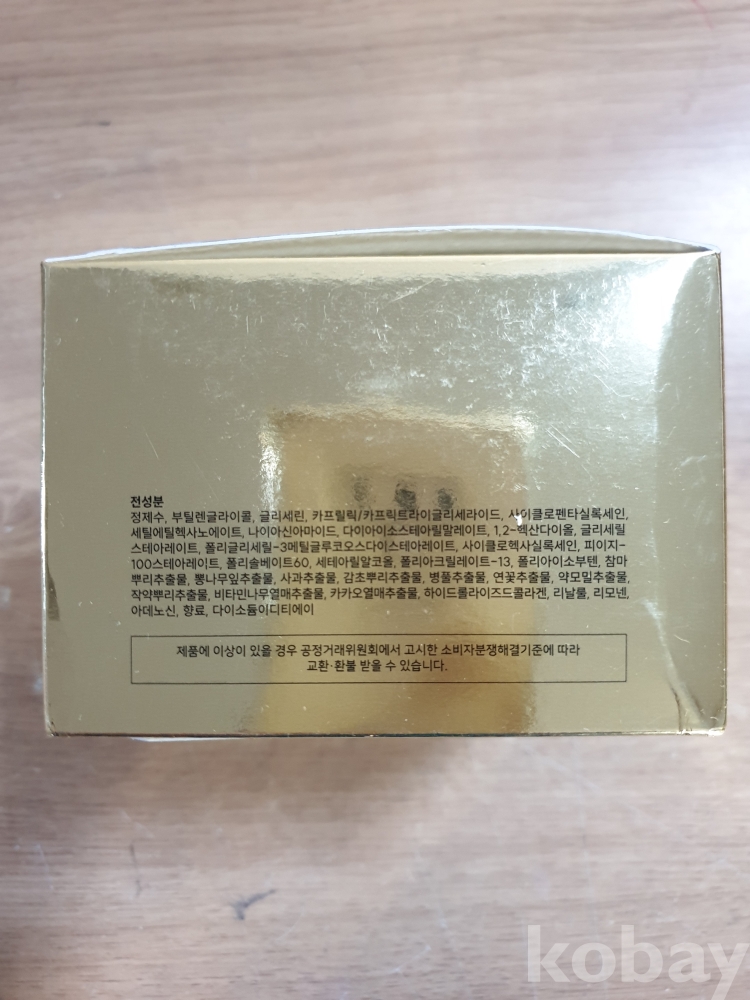 전성분
정제수, 부틸렌글라이콜, 글리세린, 카프릴릭/카프릭트라이글리세라이드, 사이클로펜타실록세인,
세틸에틸헥사노에이트, 나이아신아마이드, 다이아이소스테아릴말레이트, 1,2-헥산다이올, 글리세릴
스테아레이트, 폴리글리세릴-3메틸글루코오스다이스테아레이트, 사이클로헥사실록세인, 피이지-
100스테아레이트, 폴리솔베이트60, 세테아릴알코올, 폴리아크릴레이트-13, 폴리아이소부텐, 참마
뿌리추출물, 뽕나무잎추출물, 사과추출물, 감초뿌리추출물, 병풀추출물, 연꽃추출물, 약모밀추출물,
작약뿌리추출물, 비타민나무열매추출물, 카카오열매추출물, 하이드롤라이즈드콜라겐, 리날룰, 리모넨,
아데노신, 향료, 다이소듐이디티에이
제품에 이상이 있을 경우 공정거래위원회에서 고시한 소비자분쟁해결기준에 따라
교환·환불 받을 수 있습니다.
kobay